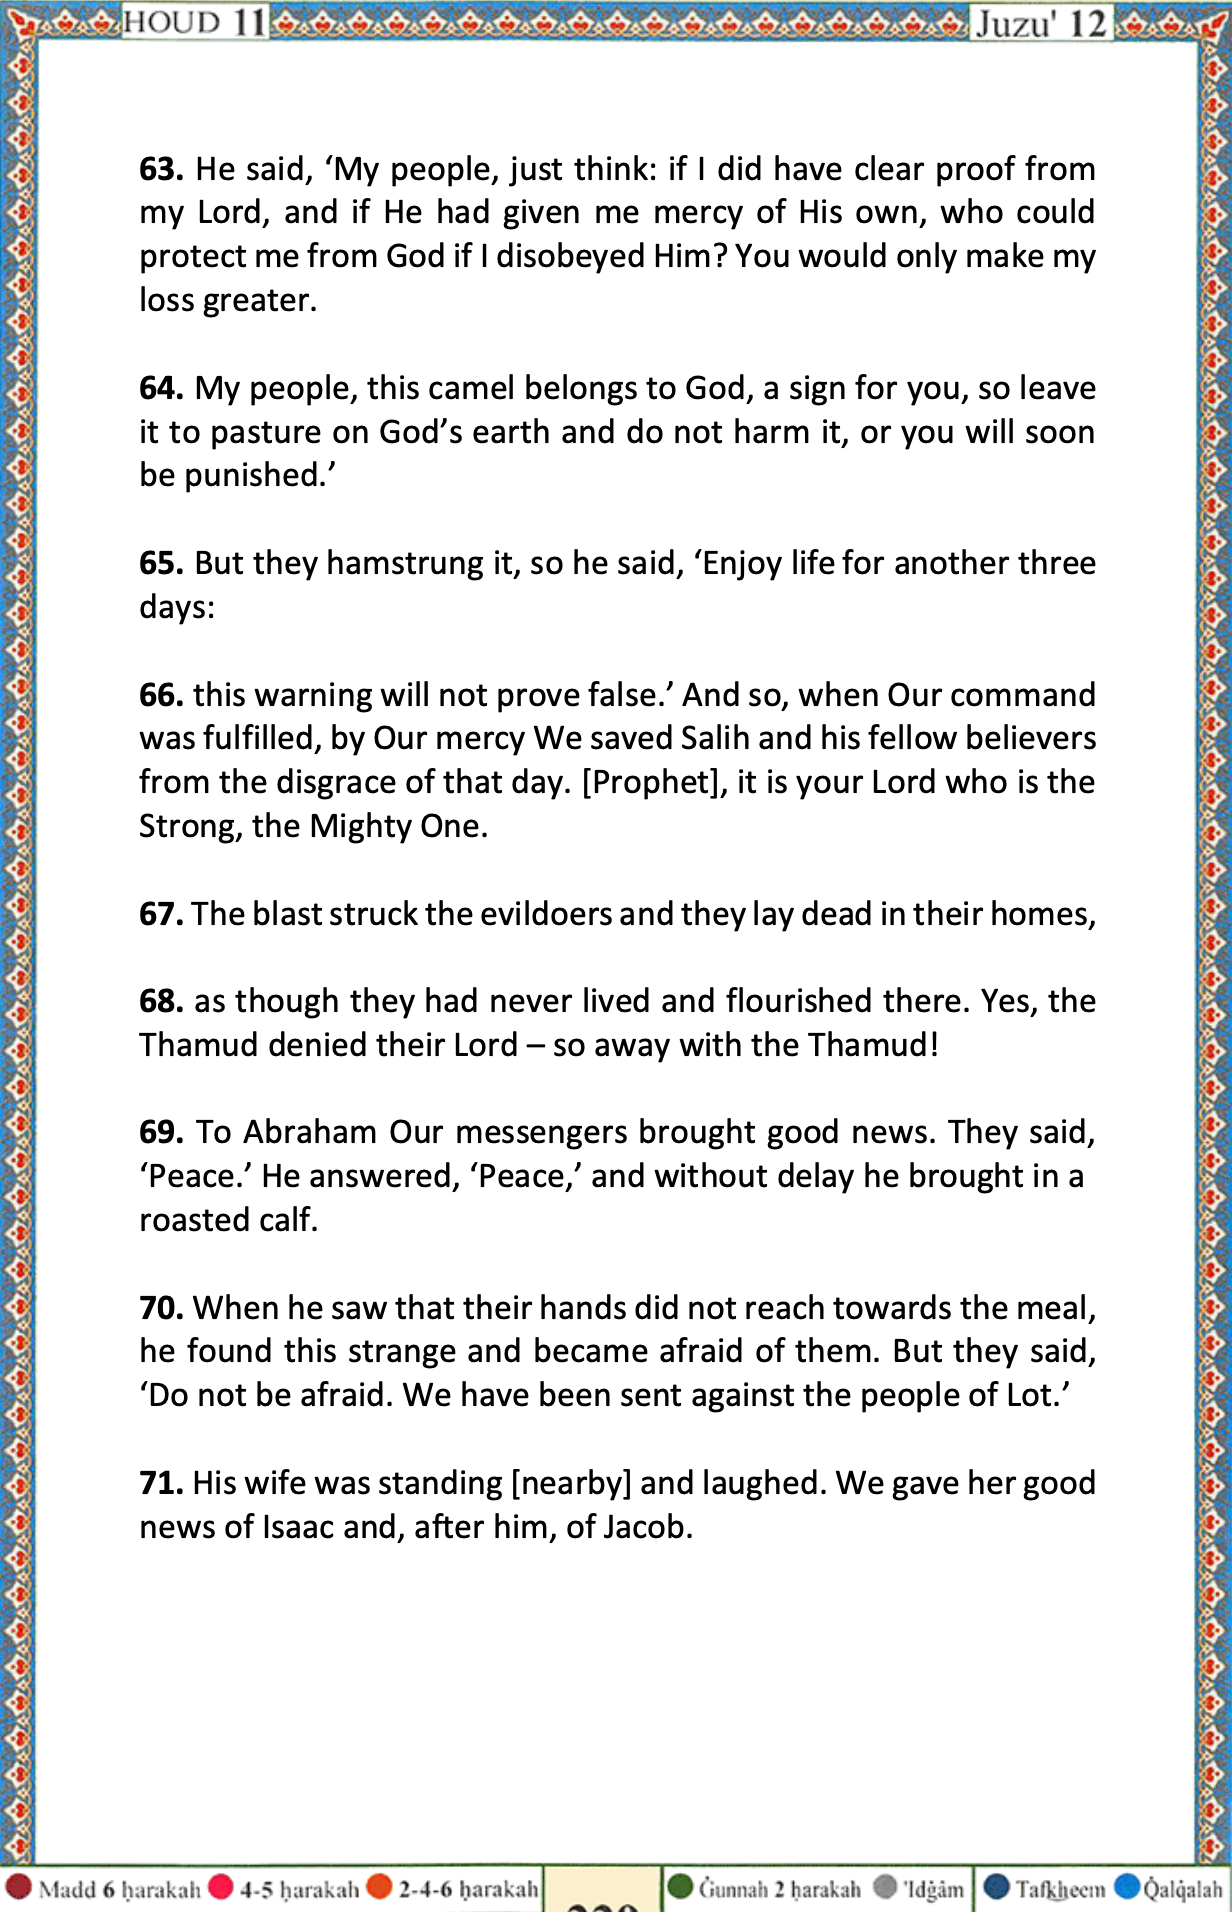 HOUD 11 Juzu' 12
63. He said, ‘My people, just think: if I did have clear proof from
my Lord, and if He had given me mercy of His own, who could
protect me from God if I disobeyed Him? You would only make my
loss greater.
64. My people, this camel belongs to God, a sign for you, so leave
it to pasture on God’s earth and do not harm it, or you will soon
be punished.’
65. But they hamstrung it, so he said, ‘Enjoy life for another three
days:
66. this warning will not prove false.’ And so, when Our command
was fulfilled, by Our mercy We saved Salih and his fellow believers
from the disgrace of that day. [Prophet], it is your Lord who is the
Strong, the Mighty One.
67. The blast struck the evildoers and they lay dead in their homes,
68. as though they had never lived and flourished there. Yes, the
Thamud denied their Lord – so away with the Thamud!
69. To Abraham Our messengers brought good news. They said,
‘Peace.’ He answered, ‘Peace,’ and without delay he brought in a
roasted calf.
70. When he saw that their hands did not reach towards the meal,
he found this strange and became afraid of them. But they said,
‘Do not be afraid. We have been sent against the people of Lot.’
71. His wife was standing [nearby] and laughed. We gave her good
news of Isaac and, after him, of Jacob.
Madd 6 ḥarakah 4-5 ḥarakah 2-4-6 ḥarakah Ġunnah 2 ḥarakah 'Idġâm Tafkheem Q̂alq̂alah